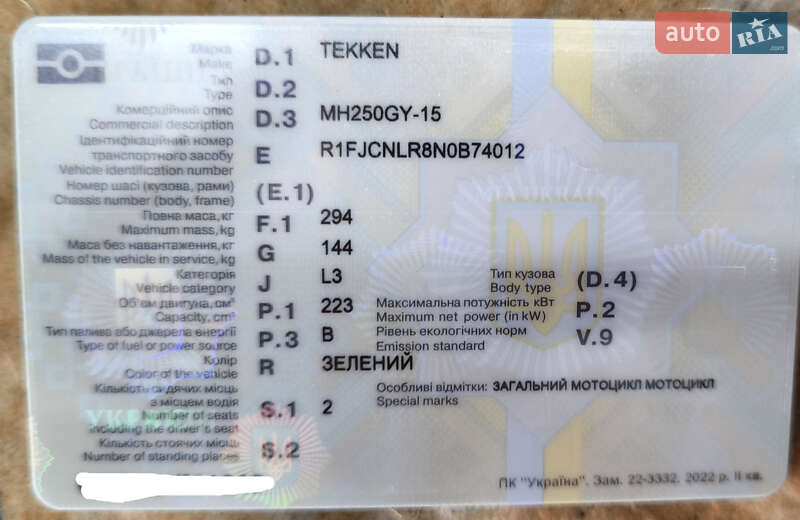 auto RIA .com
Марка
Make D.1 TEKKEN
Тип
Type D.2
Комерційний опис
Commercial description D.3 MH250GY-15
Ідентифікаційний номер
транспортного засобу E R1FJCNLR8N0B74012
Vehicle identification number
Номер шасі (кузова, рами)
Chassis number (body, frame) (E.1)
Повна маса, кг
Maximum mass, kg F.1 294
Маса без навантаження, кг
Mass of the vehicle in service, kg G 144
Категорія
Vehicle category J L3 Тип кузова
Body type (D.4)
Об'єм двигуна, см³
Capacity, cm³ P.1 223 Максимальна потужність кВт
Maximum net power (in kW) P.2
Тип палива або джерела енергії
Type of fuel or power source P.3 B Рівень екологічних норм
Emission standard V.9
Колір
Color of the vehicle R ЗЕЛЕНИЙ
Кількість сидячих місць
з місцем водія
Number of seats
including the driver's seat S.1 2 Особливі відмітки: ЗАГАЛЬНИЙ МОТОЦИКЛ МОТОЦИКЛ
Special marks
Кількість стоячих місць
Number of standing places S.2
ПК "Україна". Зам. 22-3332. 2022 р. II кв.